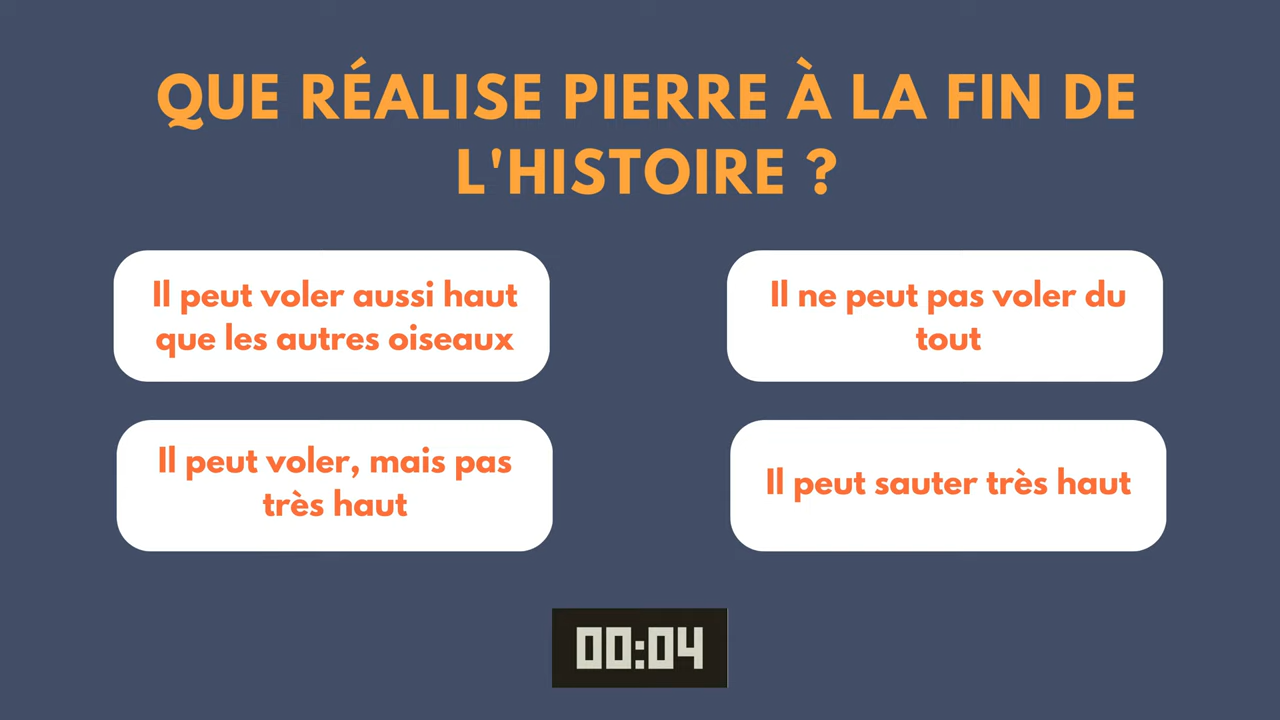 QUE RÉALISE PIERRE À LA FIN DE
L'HISTOIRE ?
Il peut voler aussi haut
que les autres oiseaux
Il ne peut pas voler du
tout
Il peut voler, mais pas
très haut
Il peut sauter très haut
00:04